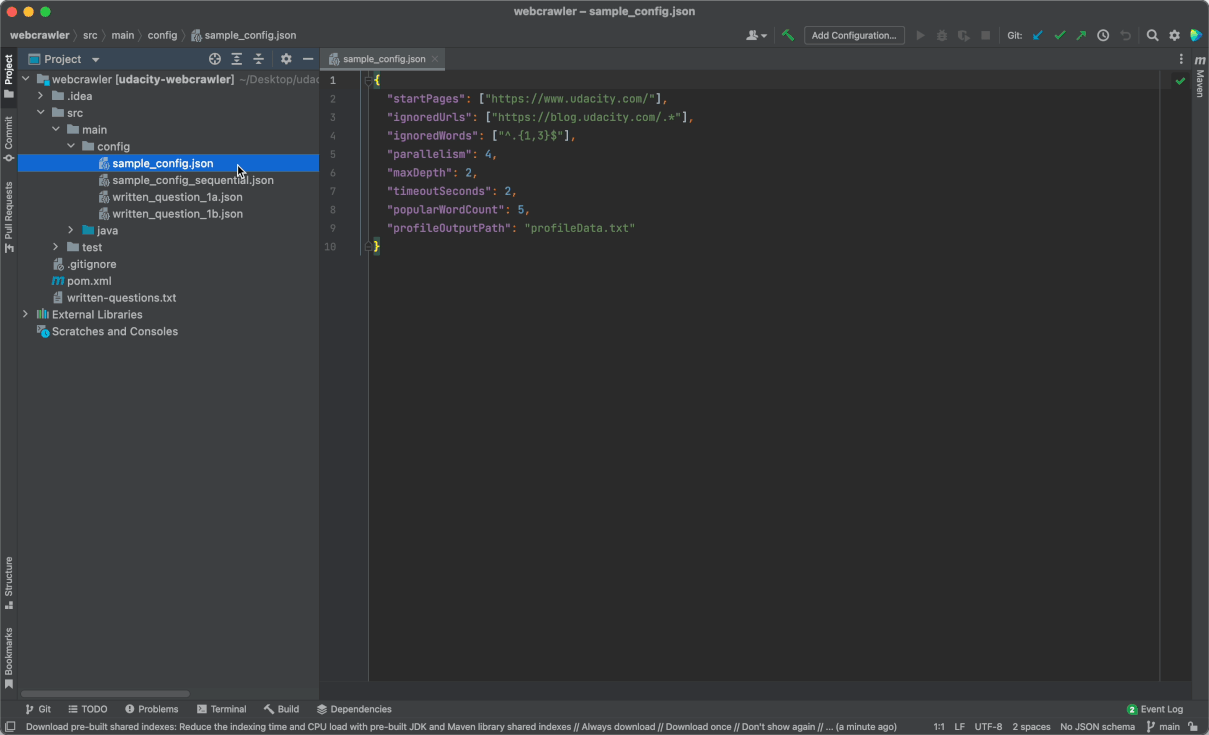 webcrawler – sample_config.json
webcrawler src main config sample_config.json
Add Configuration...
Git:
Project
sample_config.json
webcrawler [udacity-webcrawler] ~/Desktop/udac
.idea
src
main
config
sample_config.json
sample_config_sequential.json
written_question_1a.json
written_question_1b.json
java
test
.gitignore
pom.xml
written-questions.txt
External Libraries
Scratches and Consoles
1 {
2 "startPages": ["https://www.udacity.com/"],
3 "ignoredUrls": ["https://blog.udacity.com/.*"],
4 "ignoredWords": ["^.{1,3}$"],
5 "parallelism": 4,
6 "maxDepth": 2,
7 "timeoutSeconds": 2,
8 "popularWordCount": 5,
9 "profileOutputPath": "profileData.txt"
10 }
Project
Commit
Pull Requests
Structure
Bookmarks
m
Maven
Git TODO Problems Terminal Build Dependencies
2 Event Log
Download pre-built shared indexes: Reduce the indexing time and CPU load with pre-built JDK and Maven library shared indexes // Always download // Download once // Don't show again // ... (a minute ago)
1:1 LF UTF-8 2 spaces No JSON schema main